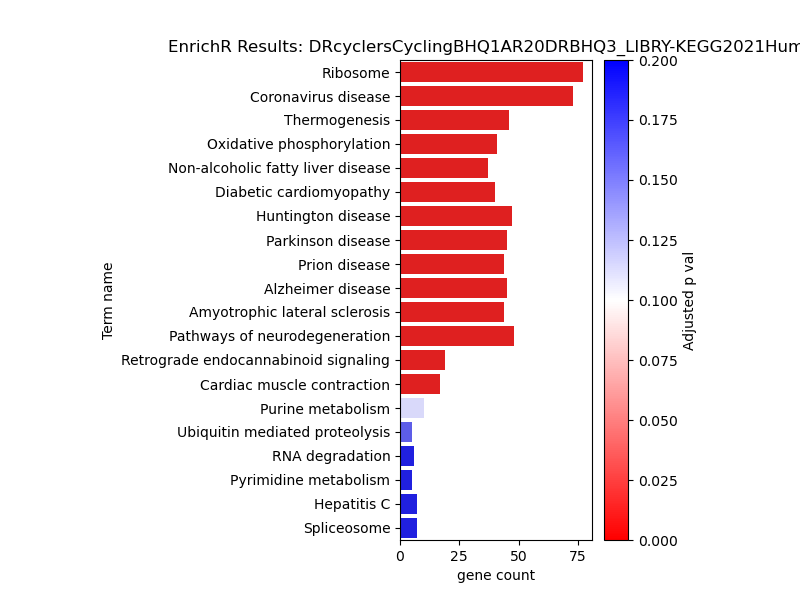 EnrichR Results: DRcyclersCyclingBHQ1AR20DRBHQ3_LIBRY-KEGG2021Hum
Term name
Ribosome
Coronavirus disease
Thermogenesis
Oxidative phosphorylation
Non-alcoholic fatty liver disease
Diabetic cardiomyopathy
Huntington disease
Parkinson disease
Prion disease
Alzheimer disease
Amyotrophic lateral sclerosis
Pathways of neurodegeneration
Retrograde endocannabinoid signaling
Cardiac muscle contraction
Purine metabolism
Ubiquitin mediated proteolysis
RNA degradation
Pyrimidine metabolism
Hepatitis C
Spliceosome
0 25 50 75
gene count
0.200
0.175
0.150
0.125
0.100
0.075
0.050
0.025
0.000
Adjusted p val